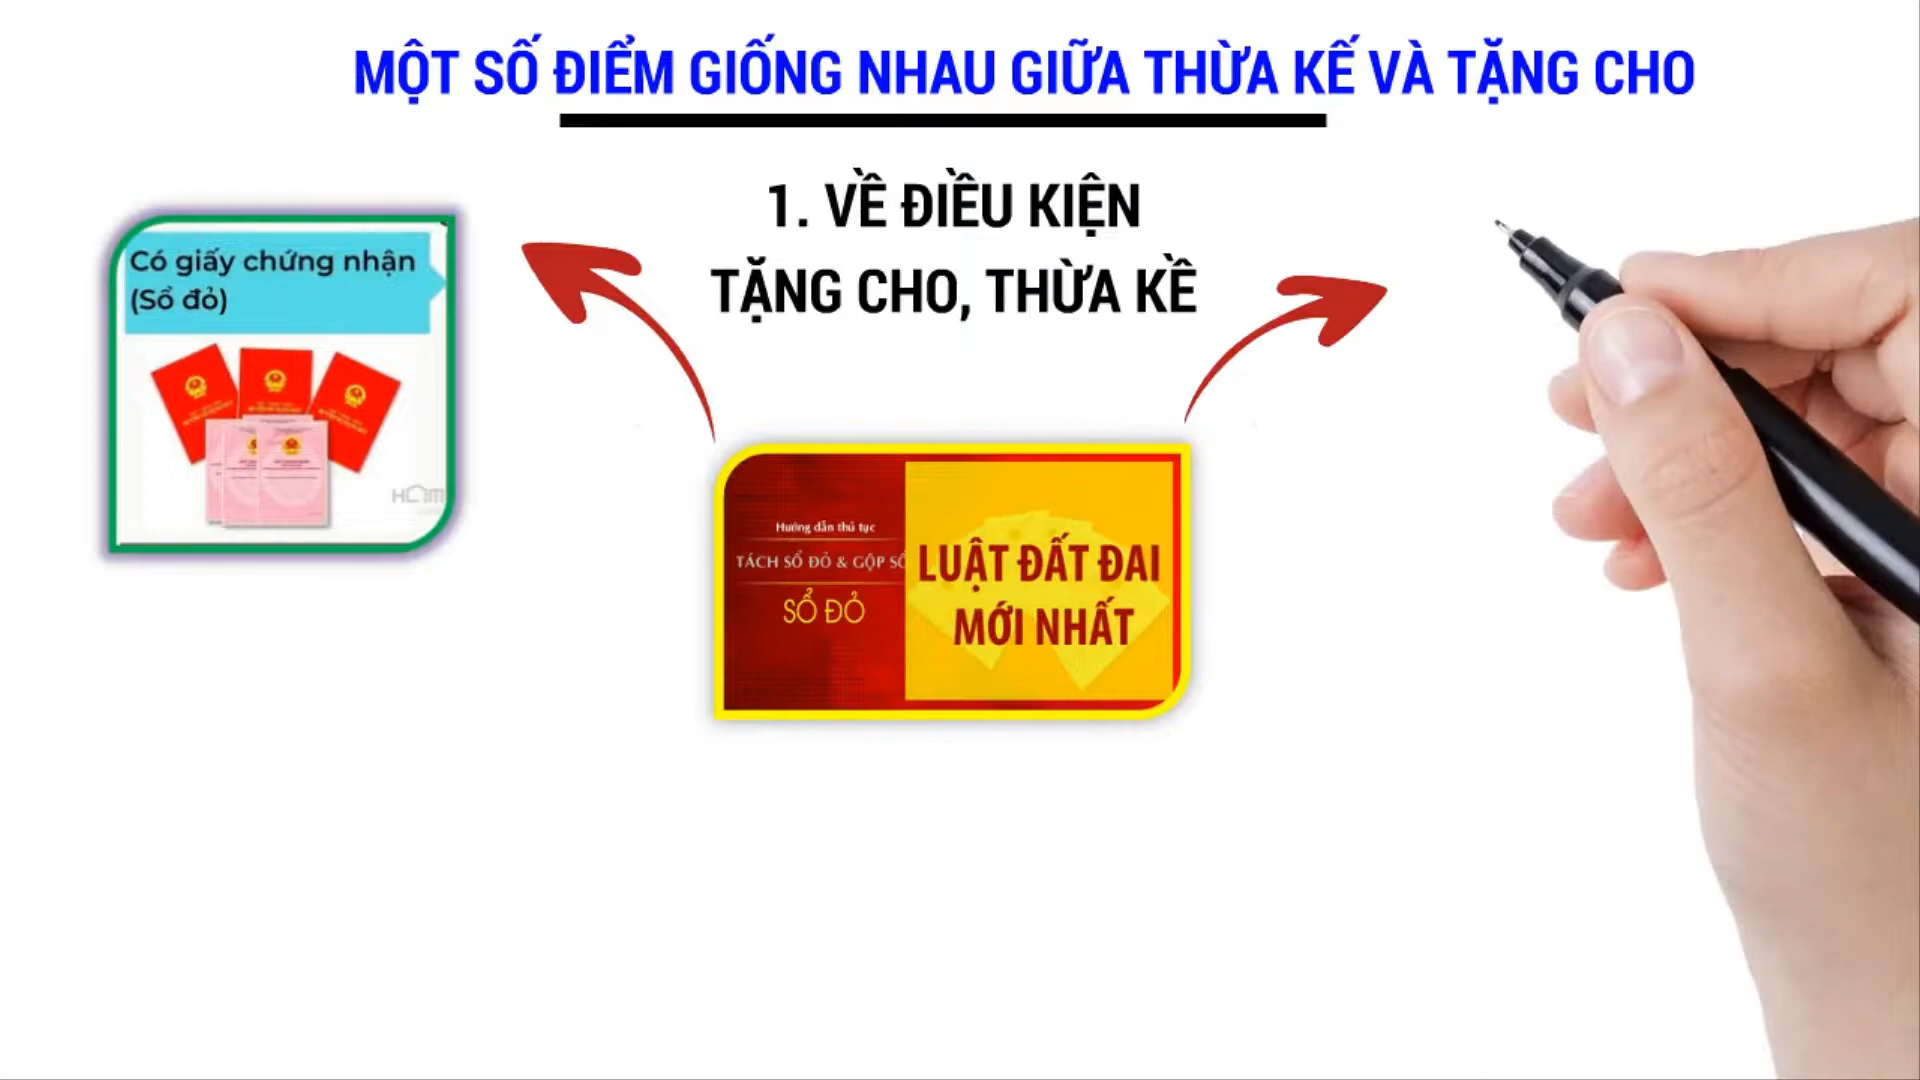 MỘT SỐ ĐIỂM GIỐNG NHAU GIỮA THỪA KẾ VÀ TẶNG CHO
1. VỀ ĐIỀU KIỆN
TẶNG CHO, THỪA KỀ
Có giấy chứng nhận
(Sổ đỏ)
Hướng dẫn thủ tục
TÁCH SỔ ĐỎ & GỘP SỔ
SỔ ĐỎ
LUẬT ĐẤT ĐAI
MỚI NHẤT